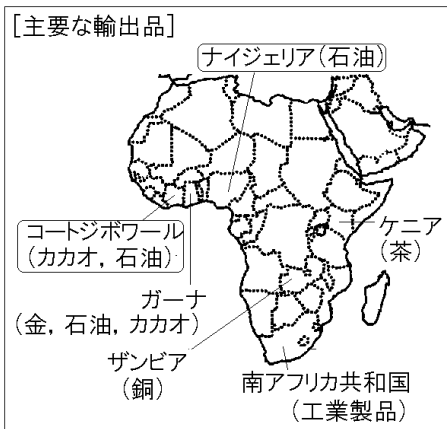 [主要な輸出品]
ナイジェリア(石油)
コートジボワール
(カカオ, 石油)
ケニア
(茶)
ガーナ
(金, 石油, カカオ)
ザンビア
(銅)
南アフリカ共和国
(工業製品)